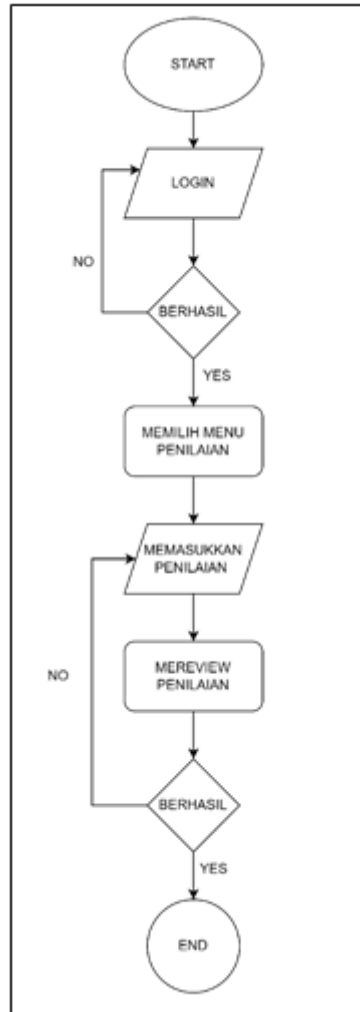 START
LOGIN
NO
BERHASIL
YES
MEMILIH MENU
PENILAIAN
MEMASUKKAN
PENILAIAN
MEREVIEW
PENILAIAN
NO
BERHASIL
YES
END